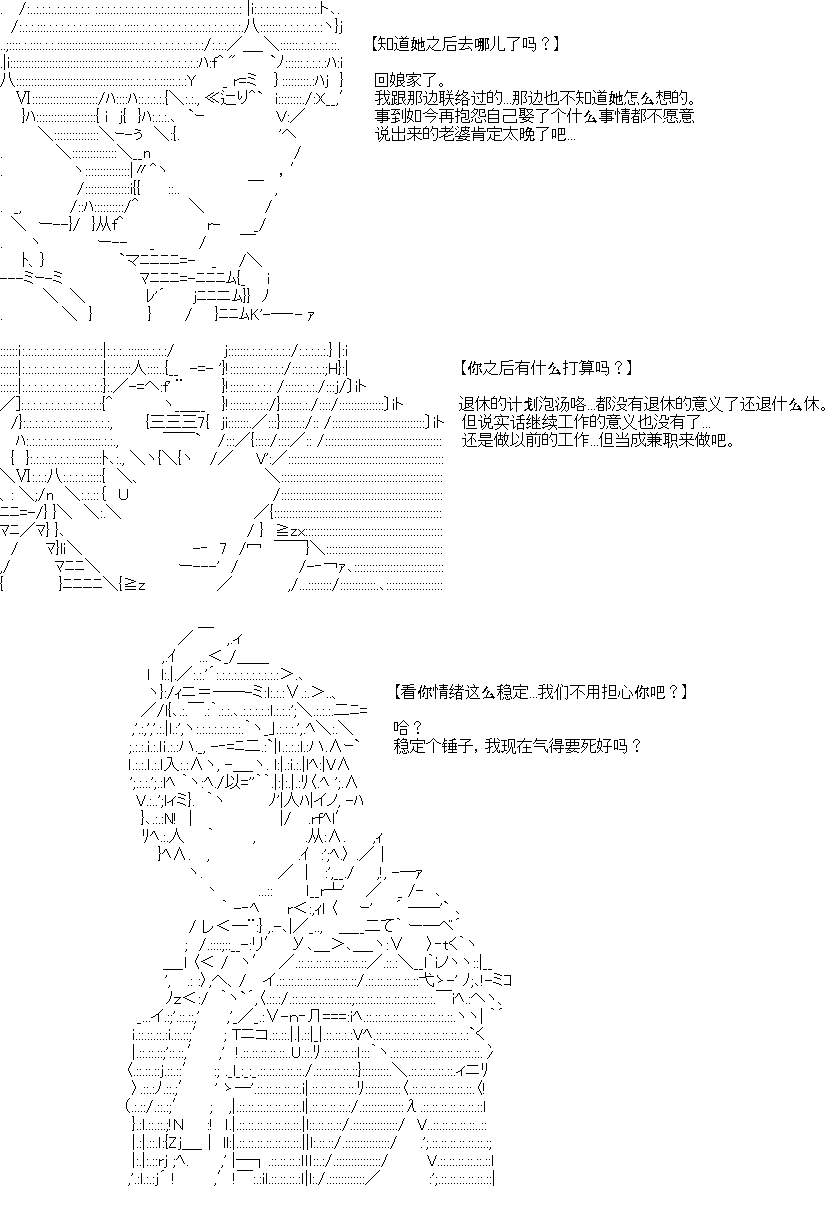 【知道她之后去哪儿了吗？】
回娘家了。
我跟那边联络过的...那边也不知道她怎么想的。
事到如今再抱怨自己娶了个什么事情都不愿意
说出来的老婆肯定太晚了吧...
【你之后有什么打算吗？】
退休的计划泡汤咯...都没有退休的意义了还退什么休。
但说实话继续工作的意义也没有了...
还是做以前的工作...但当成兼职来做吧。
【看你情绪这么稳定...我们不用担心你吧？】
哈？
稳定个锤子，我现在气得要死好吗？